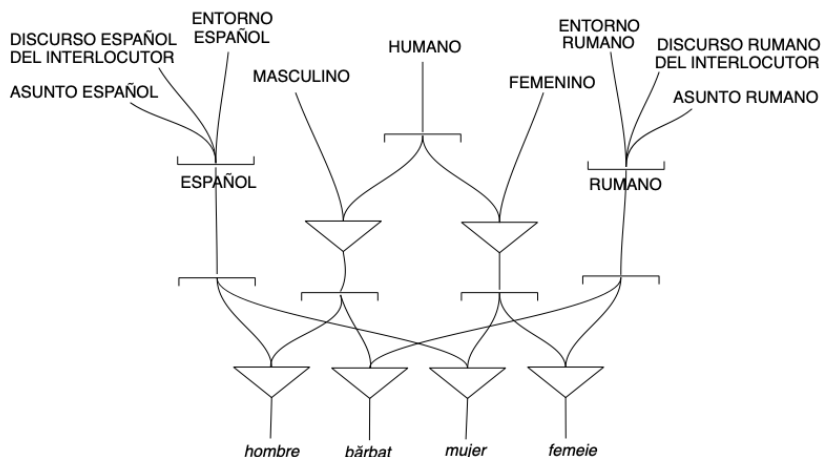 DISCURSO ESPAÑOL
DEL INTERLOCUTOR
ENTORNO
ESPAÑOL
ASUNTO ESPAÑOL
MASCULINO
HUMANO
FEMENINO
ENTORNO
RUMANO
DISCURSO RUMANO
DEL INTERLOCUTOR
ASUNTO RUMANO
ESPAÑOL
RUMANO
hombre
bărbat
mujer
femeie